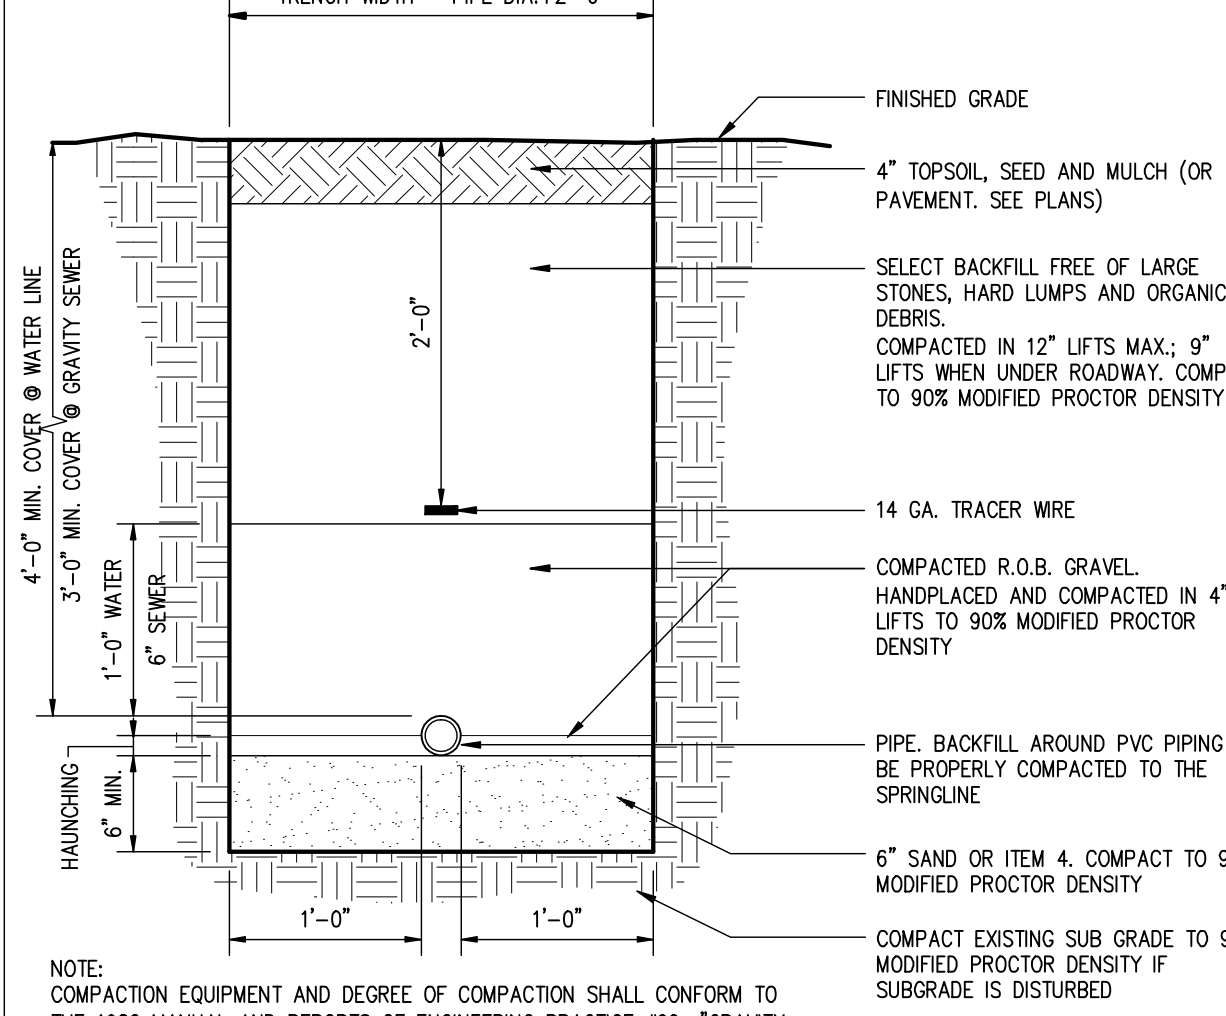 FINISHED GRADE
4" TOPSOIL, SEED AND MULCH (OR
PAVEMENT. SEE PLANS)
SELECT BACKFILL FREE OF LARGE
STONES, HARD LUMPS AND ORGANIC
DEBRIS.
COMPACTED IN 12" LIFTS MAX.; 9"
LIFTS WHEN UNDER ROADWAY.
TO 90% MODIFIED PROCTOR DENSITY
14 GA. TRACER WIRE
COMPACTED R.O.B. GRAVEL.
HANDPLACED AND COMPACTED IN 4"
LIFTS TO 90% MODIFIED PROCTOR
DENSITY
PIPE. BACKFILL AROUND PVC PIPING
BE PROPERLY COMPACTED TO THE
SPRINGLINE
6" SAND OR ITEM 4. COMPACT TO
MODIFIED PROCTOR DENSITY
COMPACT EXISTING SUB GRADE TO
MODIFIED PROCTOR DENSITY IF
SUBGRADE IS DISTURBED
4'-0" MIN. COVER @ WATER LINE
3'-0" MIN. COVER @ GRAVITY SEWER
1'-0" WATER
6" SEWER
HAUNCHING
6" MIN.
2'-0"
1'-0"
1'-0"
NOTE:
COMPACTION EQUIPMENT AND DEGREE OF COMPACTION SHALL CONFORM TO